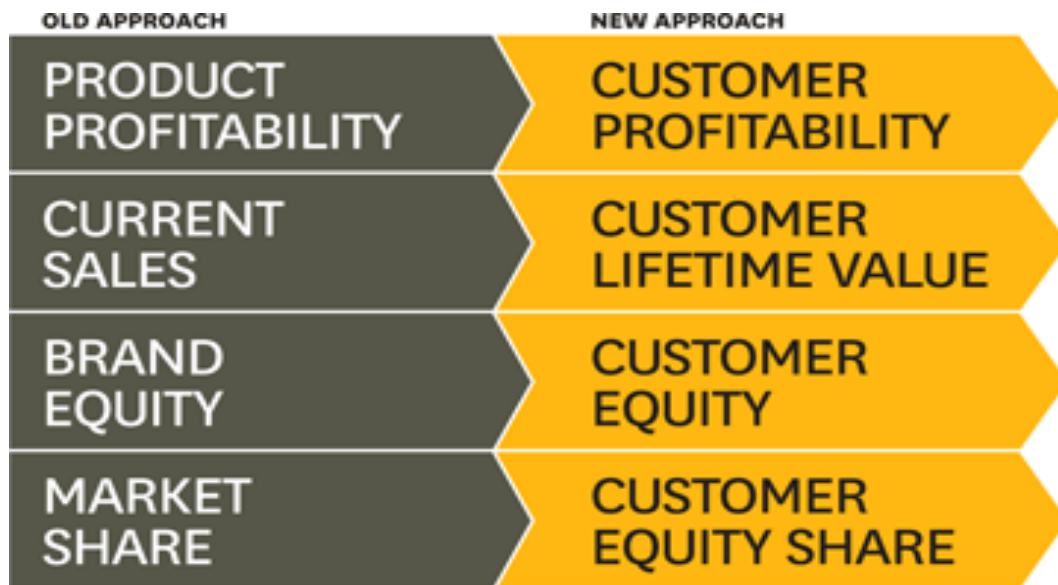 OLD APPROACH
NEW APPROACH
PRODUCT
PROFITABILITY
CUSTOMER
PROFITABILITY
CURRENT
SALES
CUSTOMER
LIFETIME VALUE
BRAND
EQUITY
CUSTOMER
EQUITY
MARKET
SHARE
CUSTOMER
EQUITY SHARE